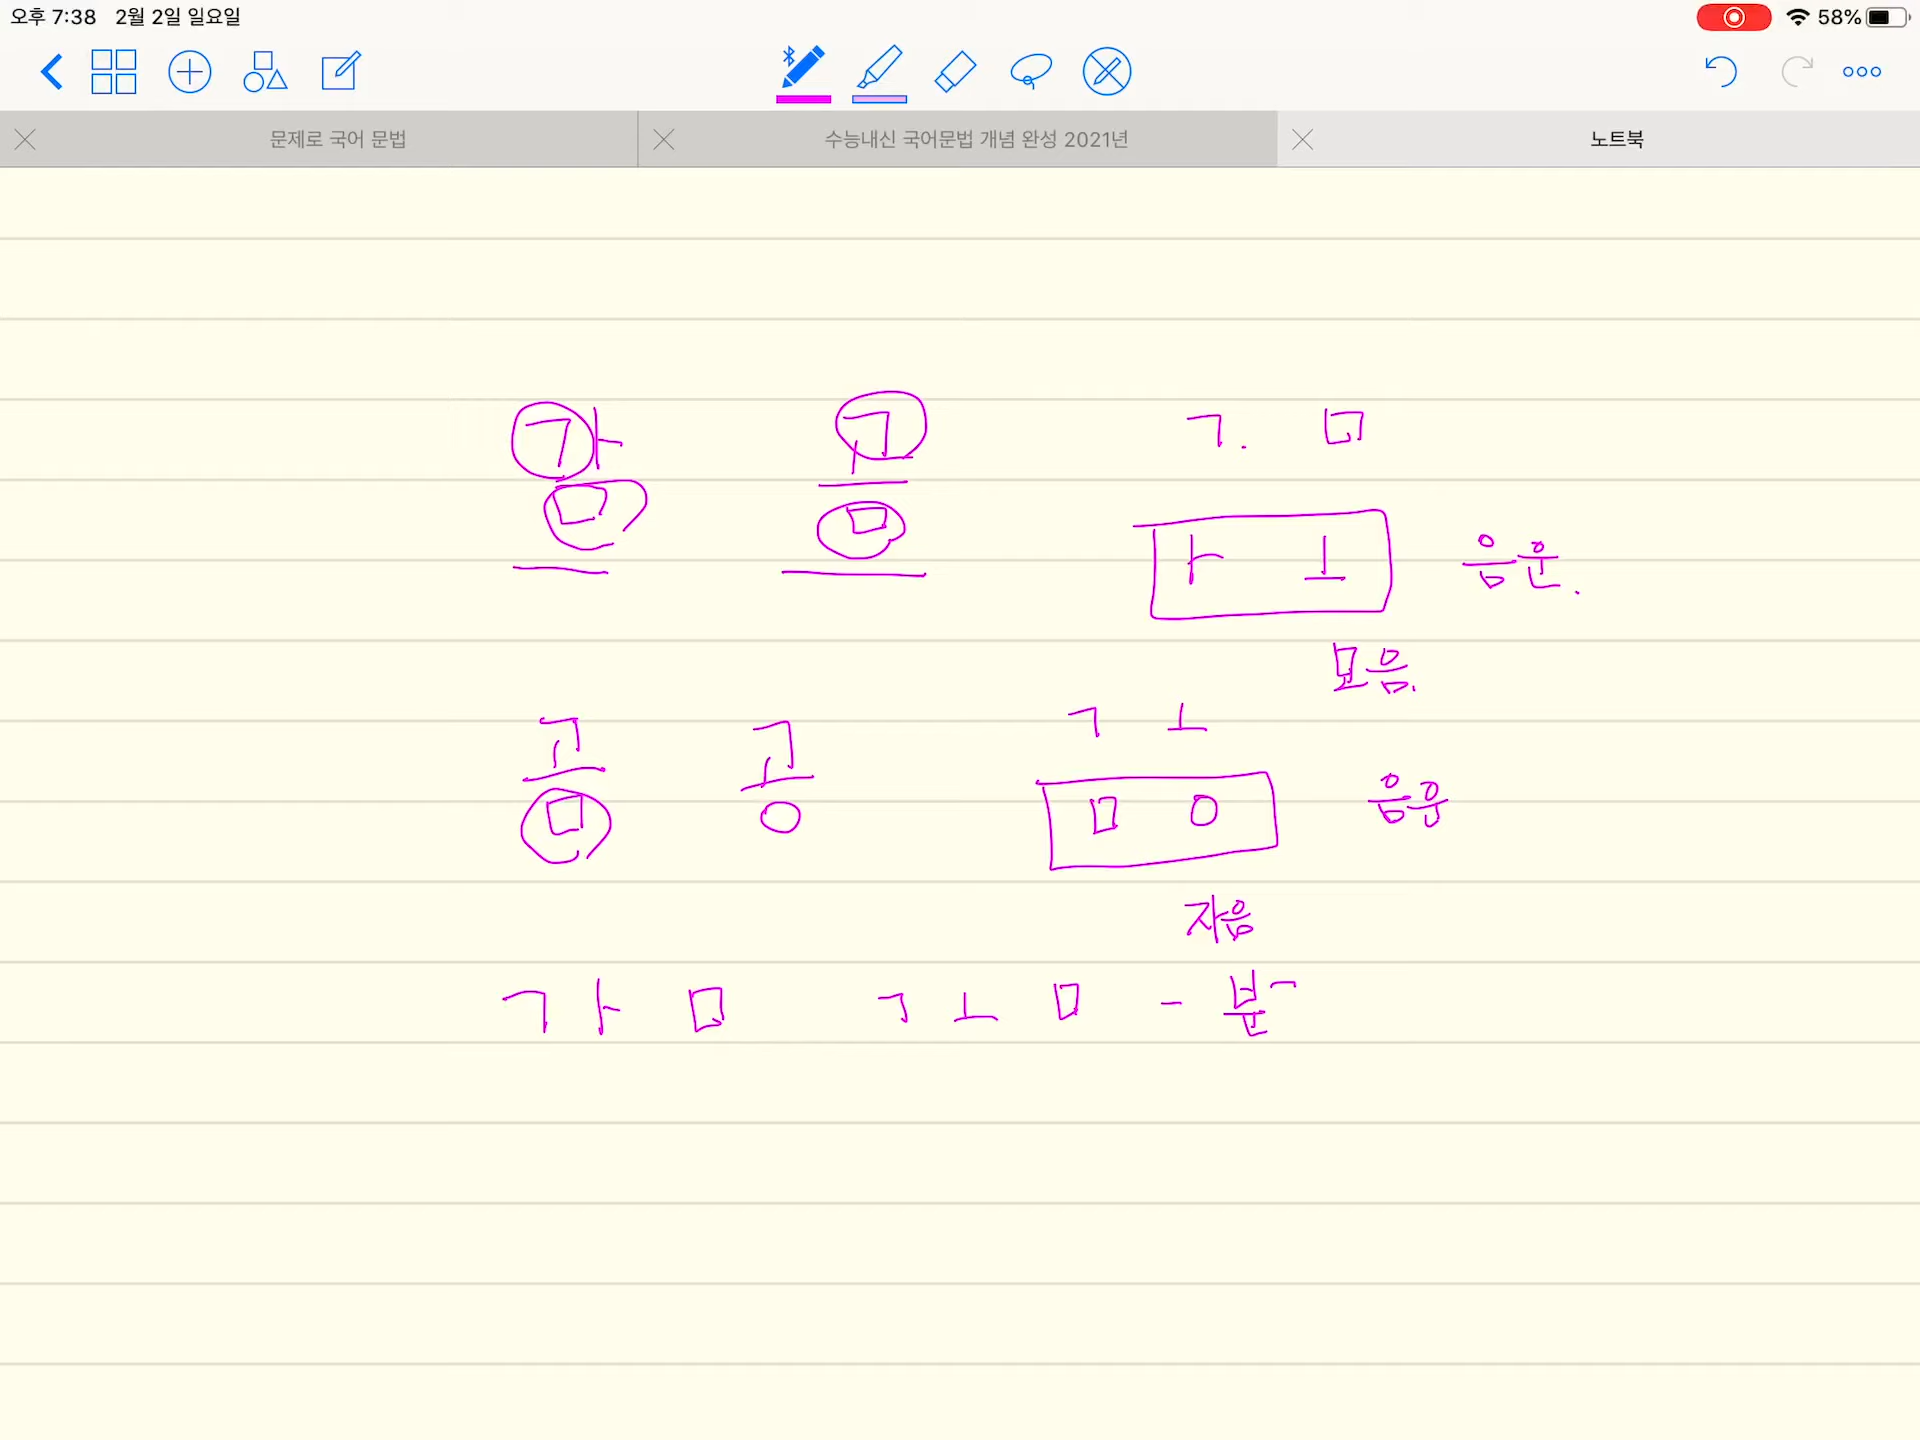 오후 7:38 2월 2일 일요일 58%
문제로 국어 문법 수능내신 국어문법 개념 완성 2021년 노트북
감 곰 ㄱ. ㅁ
ㅏ ㅗ 음운.
모음.
곰 공 ㄱ ㅗ
ㅁ ㅇ 음운
자음
ㄱ ㅏ ㅁ ㄱ ㅗ ㅁ - 분